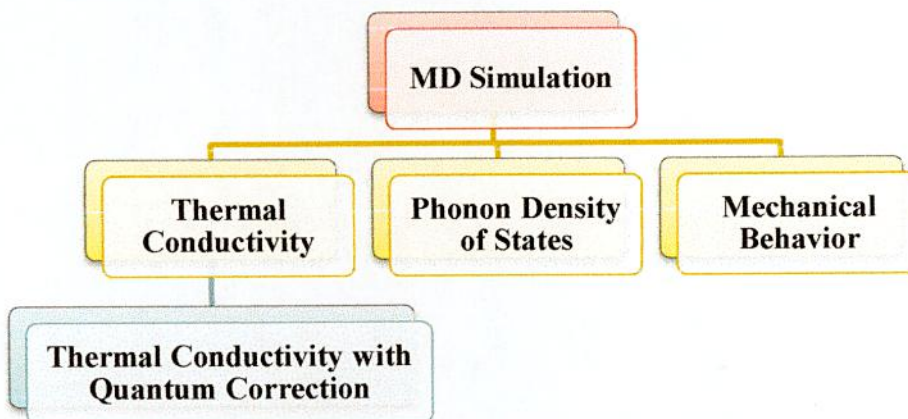 MD Simulation
Thermal
Conductivity
Phonon Density
of States
Mechanical
Behavior
Thermal Conductivity with
Quantum Correction